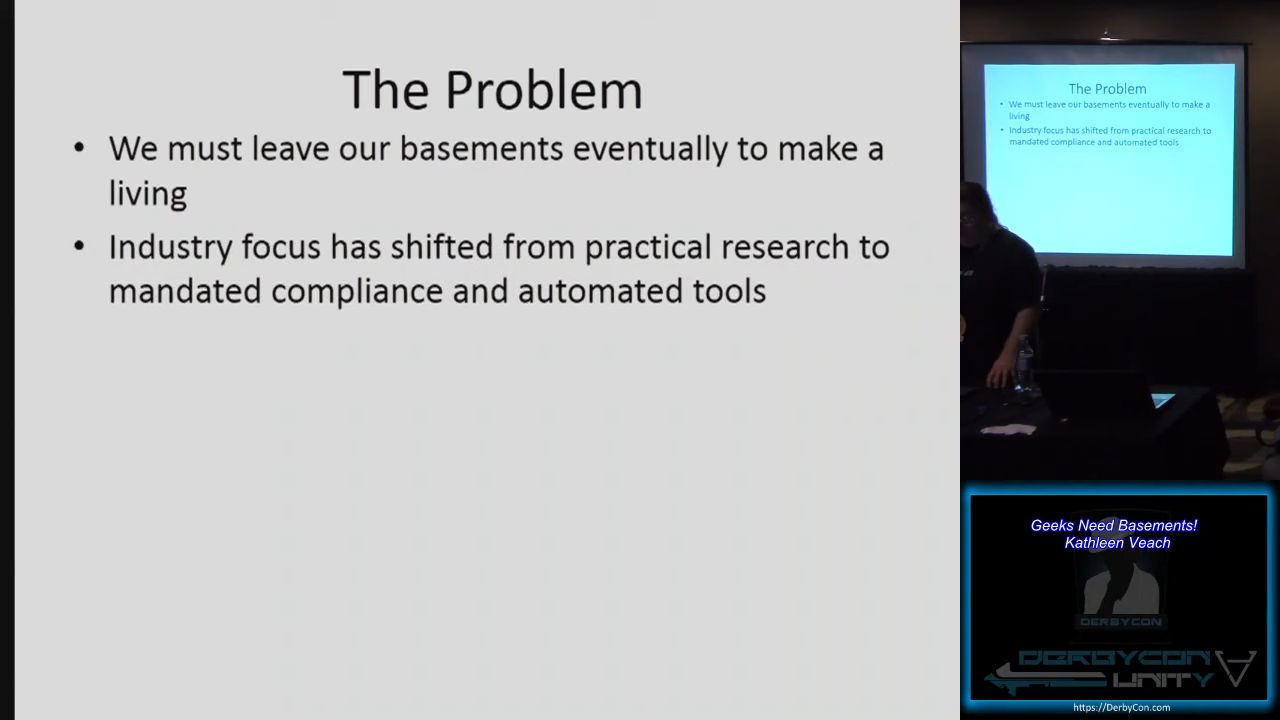 The Problem
• We must leave our basements eventually to make a
living
• Industry focus has shifted from practical research to
mandated compliance and automated tools
The Problem
• We must leave our basements eventually to make a
living
• Industry focus has shifted from practical research to
mandated compliance and automated tools
Geeks Need Basements!
Kathleen Veach
DERBYCON
DERBYCON
UNITY
https://DerbyCon.com